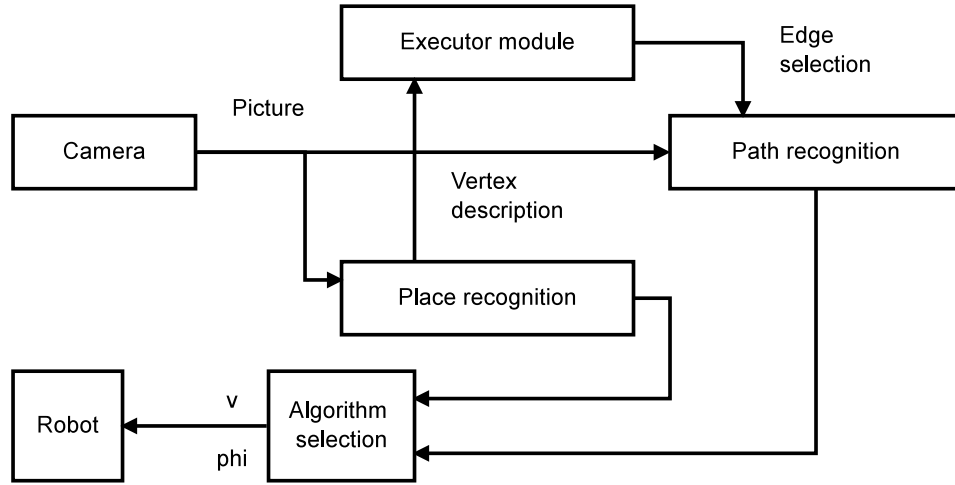 Executor module
Edge
selection
Picture
Camera
Path recognition
Vertex
description
Place recognition
Robot
v
phi
Algorithm
selection